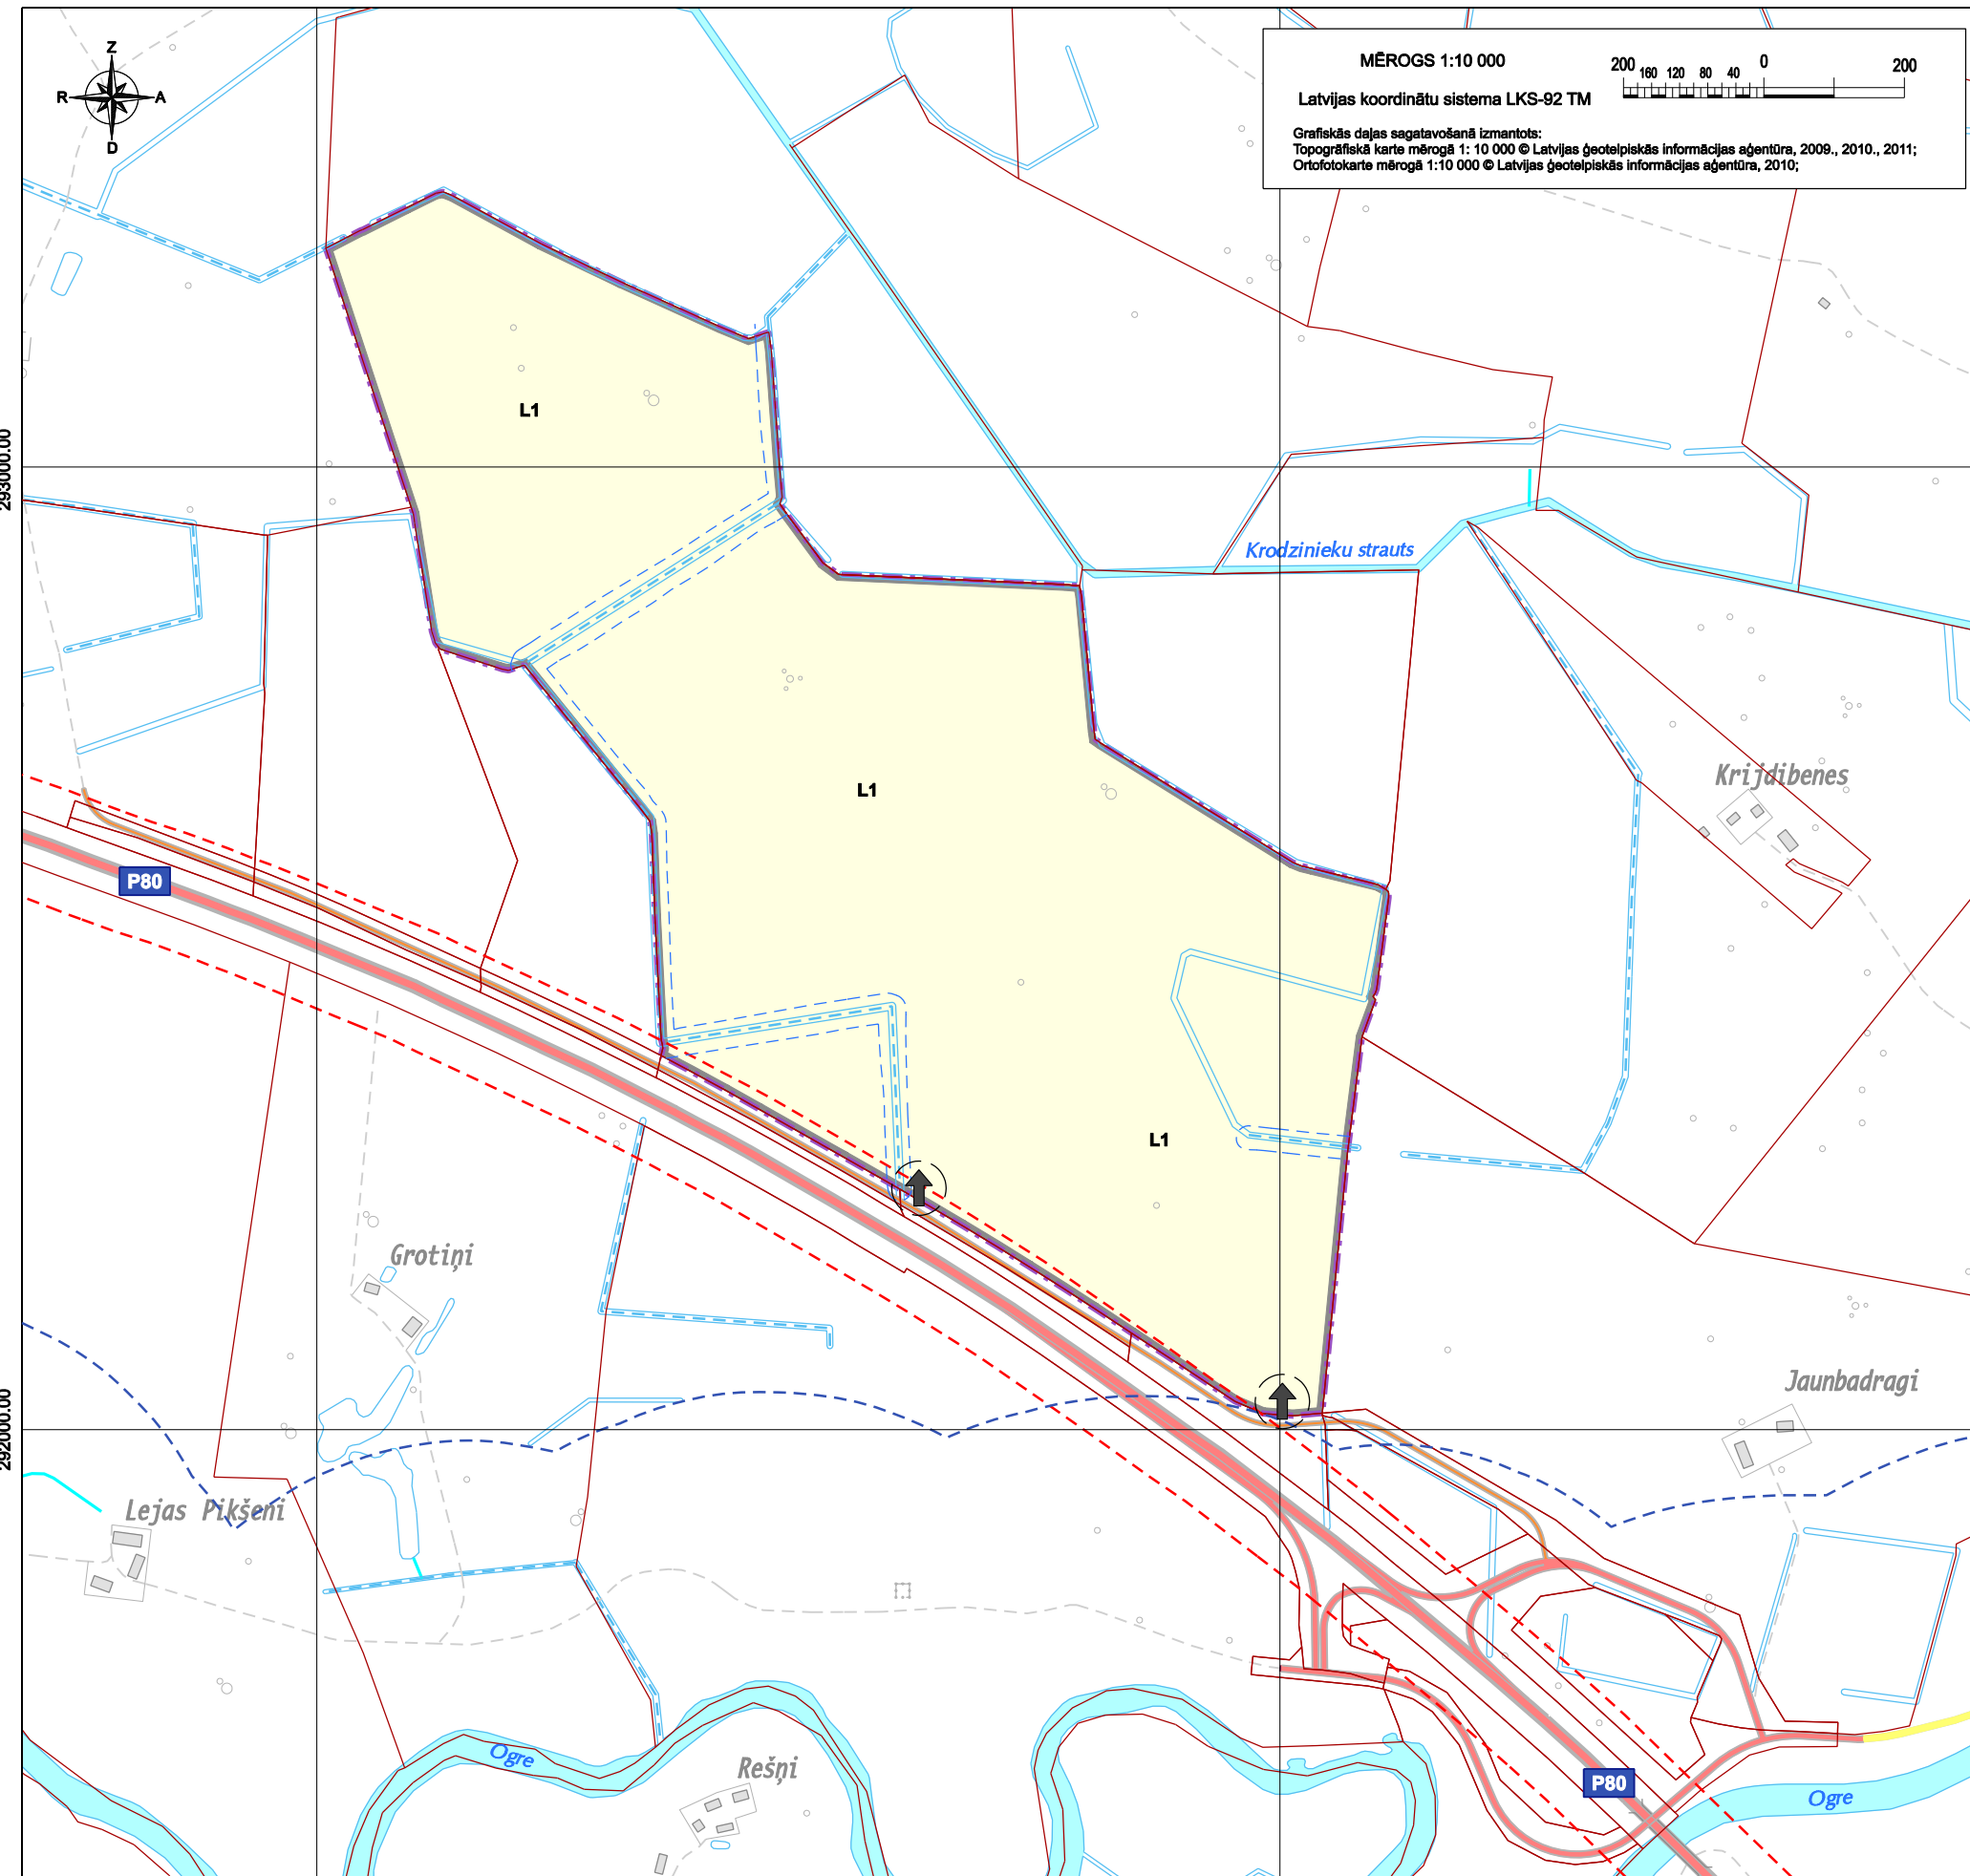 Z
R A
D
MĒROGS 1:10 000
200 160 120 80 40 0 200
Latvijas koordinātu sistema LKS-92 TM
Grafiskās daļas sagatavošanā izmantots:
Topogrāfiskā karte mērogā 1: 10 000 © Latvijas ģeotelpiskās informācijas aģentūra, 2009., 2010., 2011;
Ortofotokarte mērogā 1:10 000 © Latvijas ģeotelpiskās informācijas aģentūra, 2010;
L1
293000.00
Krodzinieku strauts
Krijdibenes
L1
P80
L1
Grotiņi
Jaunbadragi
292000.00
Lejas Pikšeni
Ogre
Rešņi
P80
Ogre